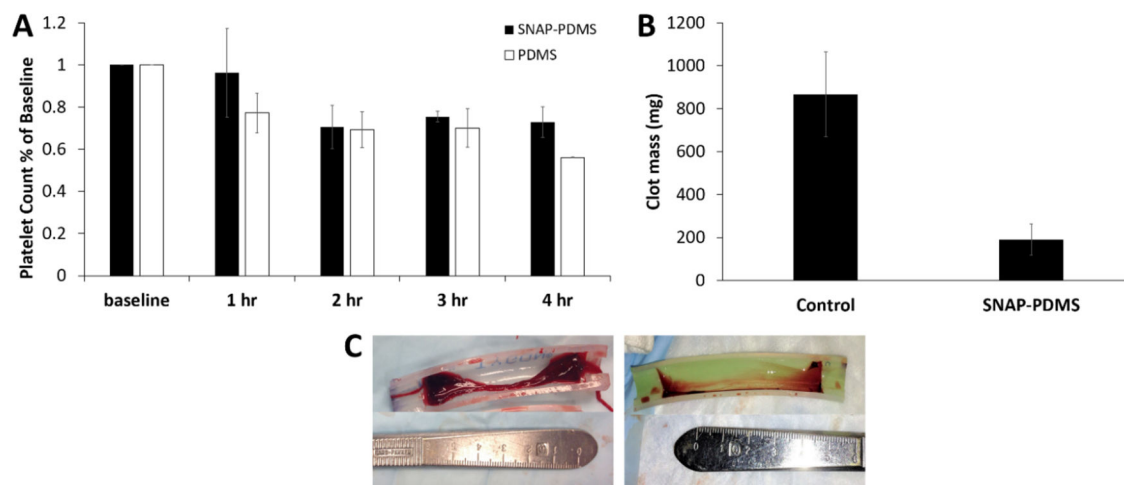 A
1.2
1
0.8
0.6
0.4
0.2
0
Platelet Count % of Baseline
SNAP-PDMS
PDMS
baseline 1 hr 2 hr 3 hr 4 hr
B
1200
1000
800
600
400
200
0
Clot mass (mg)
Control SNAP-PDMS
C